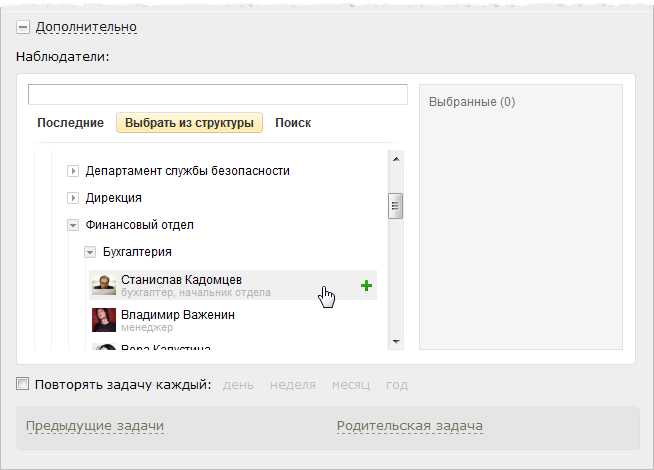 Дополнительно
Наблюдатели:
Последние Выбрать из структуры Поиск
Выбранные (0)
Департамент службы безопасности
Дирекция
Финансовый отдел
Бухгалтерия
Станислав Кадомцев
бухгалтер, начальник отдела
Владимир Важенин
менеджер
Вера Капустина
Повторять задачу каждый: день неделя месяц год
Предыдущие задачи Родительская задача